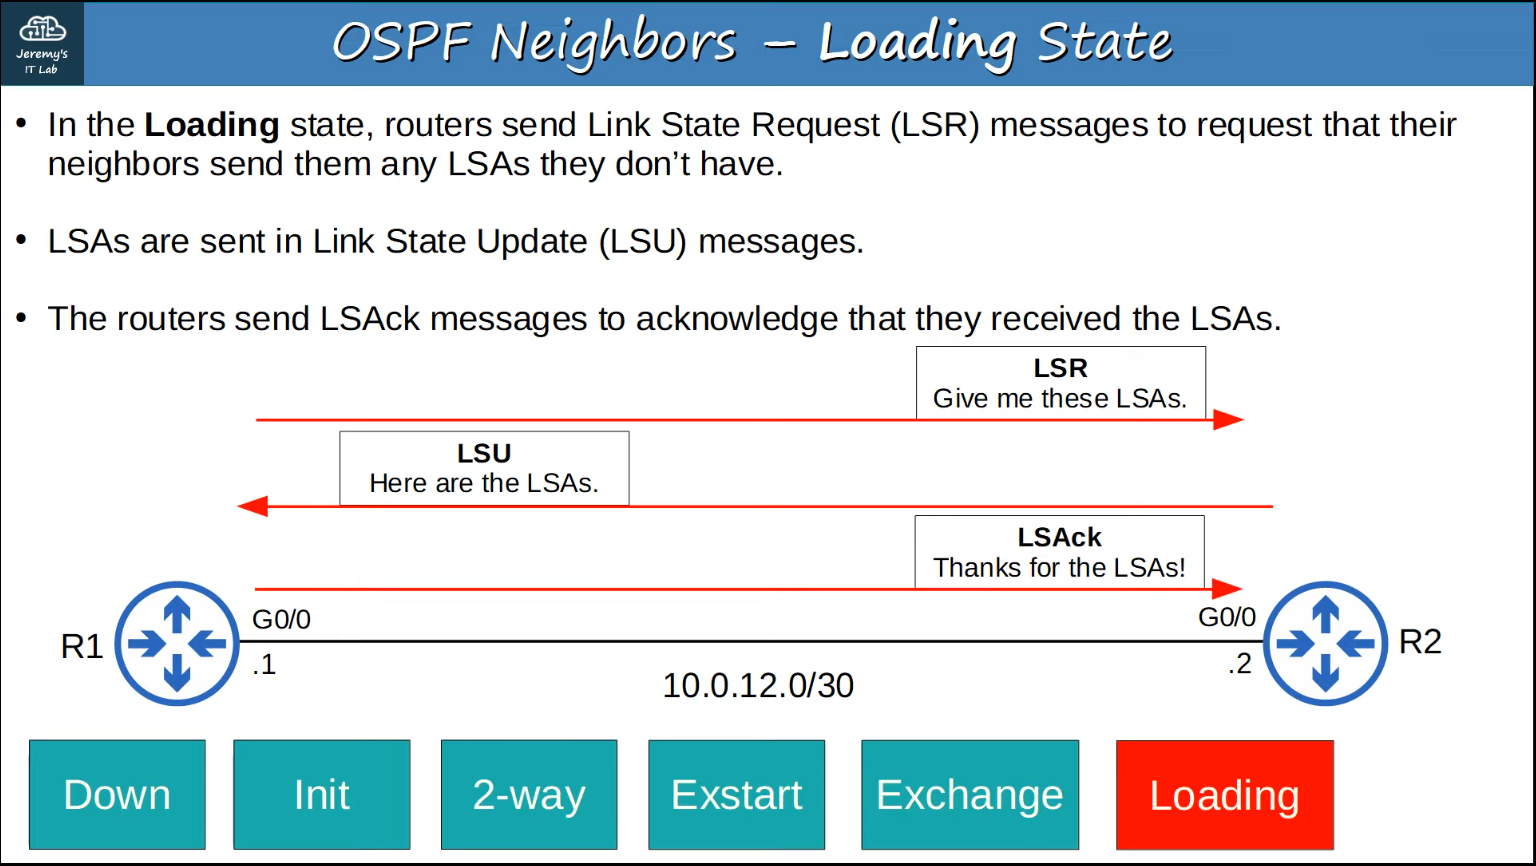 Jeremy's
IT Lab
OSPF Neighbors – Loading State
• In the Loading state, routers send Link State Request (LSR) messages to request that their
neighbors send them any LSAs they don't have.
• LSAs are sent in Link State Update (LSU) messages.
• The routers send LSAck messages to acknowledge that they received the LSAs.
LSR
Give me these LSAs.
LSU
Here are the LSAs.
LSAck
Thanks for the LSAs!
G0/0
G0/0
R1
R2
.1
.2
10.0.12.0/30
Down
Init
2-way
Exstart
Exchange
Loading